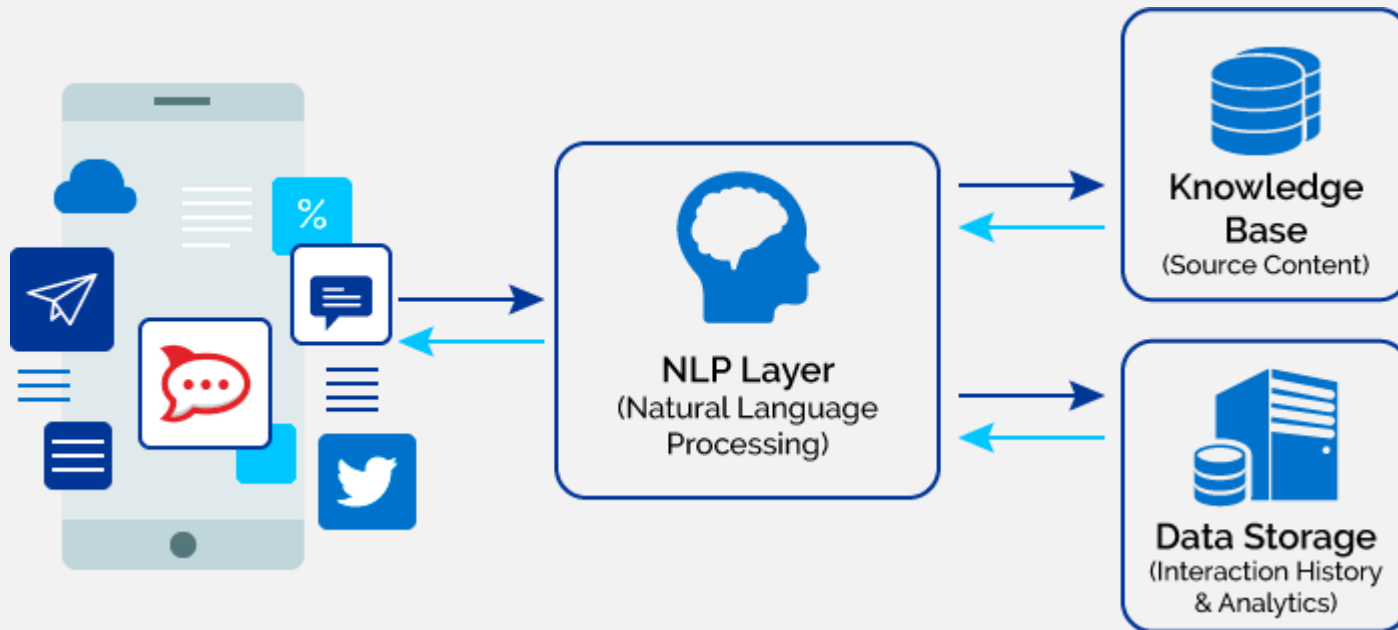 %
NLP Layer
(Natural Language
Processing)
Knowledge
Base
(Source Content)
Data Storage
(Interaction History
& Analytics)